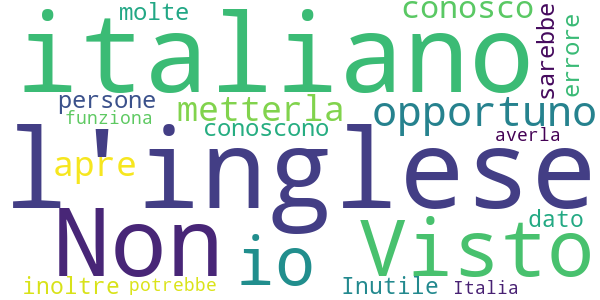 molte
conosco
italiano
sarebbe
errore
persone
metterla
opportuno
funziona
conoscono
averla
l'inglese
apre
Non
Visto
dato
io
inoltre
potrebbe
Inutile
Italia